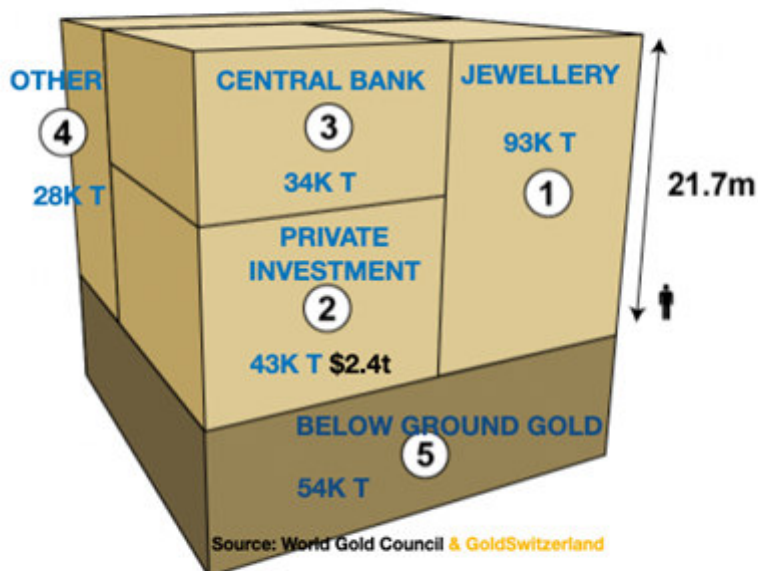 OTHER
4
28K T
CENTRAL BANK
3
34K T
JEWELLERY
93K T
1
21.7m
PRIVATE
INVESTMENT
2
43K T $2.4t
BELOW GROUND GOLD
5
54K T
Source: World Gold Council & GoldSwitzerland